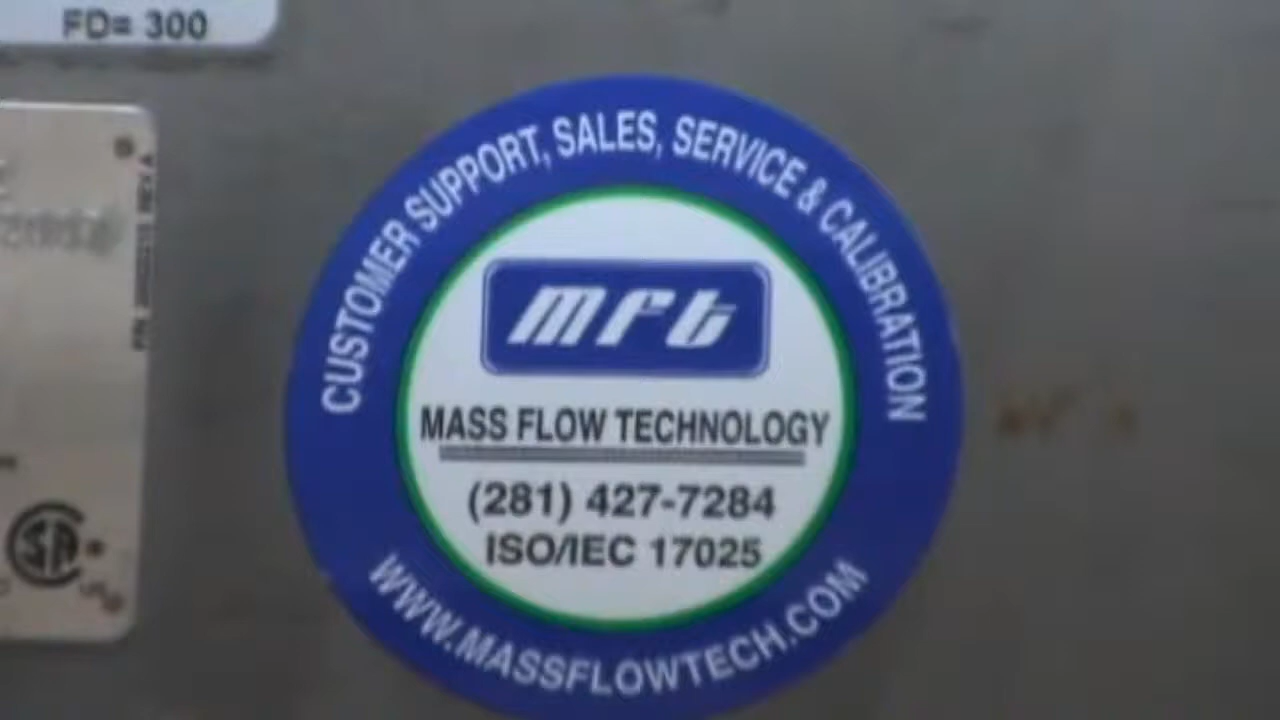 FD= 300
CUSTOMER SUPPORT, SALES, SERVICE & CALIBRATION
mft
MASS FLOW TECHNOLOGY
(281) 427-7284
ISO/IEC 17025
WWW.MASSFLOWTECH.COM